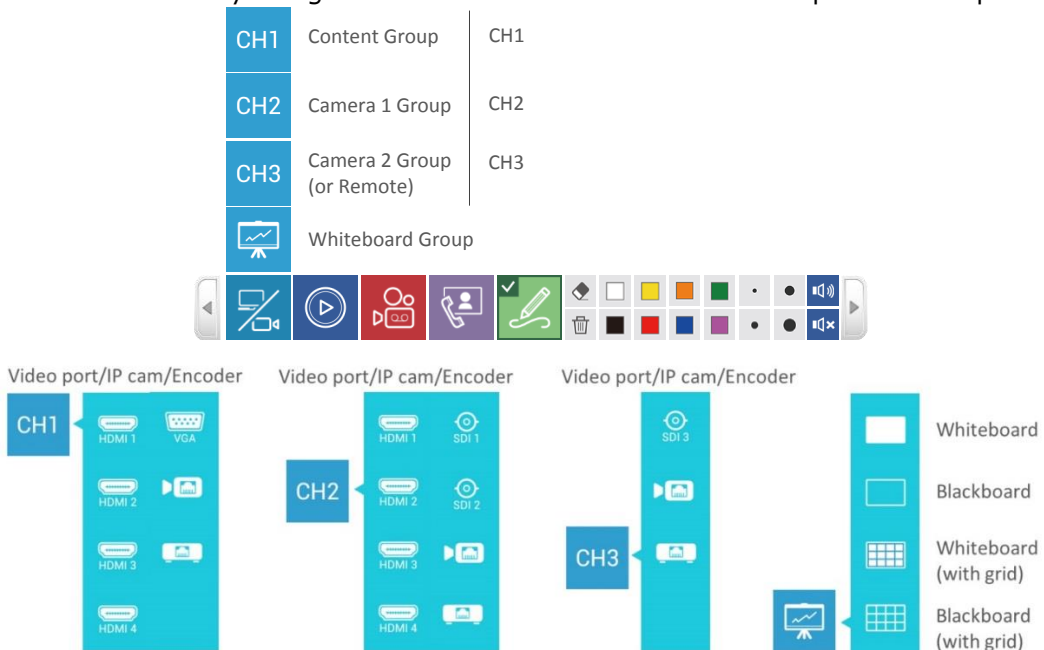 CH1 Content Group CH1
CH2 Camera 1 Group CH2
CH3 Camera 2 Group (or Remote) CH3
Whiteboard Group
Video port/IP cam/Encoder
CH1
HDMI 1 VGA
HDMI 2
HDMI 3
HDMI 4
Video port/IP cam/Encoder
CH2
HDMI 1 SDI 1
HDMI 2 SDI 2
HDMI 3
HDMI 4
Video port/IP cam/Encoder
CH3
SDI 3
Whiteboard
Blackboard
Whiteboard
(with grid)
Blackboard
(with grid)